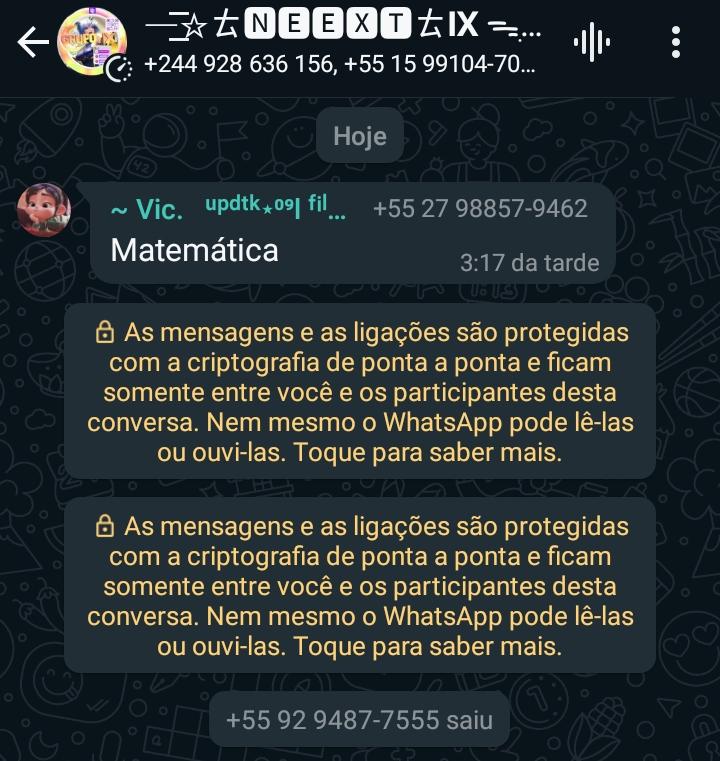 NEEXT IX
+244 928 636 156, +55 15 99104-70...
Hoje
~ Vic. ᵘᵖᵈᵗᵏ⋆⁰⁹l ᶠⁱˡ... +55 27 98857-9462
Matemática
3:17 da tarde
As mensagens e as ligações são protegidas
com a criptografia de ponta a ponta e ficam
somente entre você e os participantes desta
conversa. Nem mesmo o WhatsApp pode lê-las
ou ouvi-las. Toque para saber mais.
As mensagens e as ligações são protegidas
com a criptografia de ponta a ponta e ficam
somente entre você e os participantes desta
conversa. Nem mesmo o WhatsApp pode lê-las
ou ouvi-las. Toque para saber mais.
+55 92 9487-7555 saiu